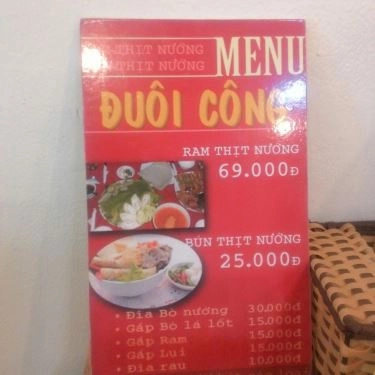 THỊT NƯỚNG
THỊT NƯỚNG
MENU
ĐUÔI CÔNG
RAM THỊT NƯỚNG
69.000Đ
BÚN THỊT NƯỚNG
25.000Đ
• Đĩa Bò nướng 30.000đ
• Gắp Bò lá lốt 15.000đ
• Gắp Ram 15.000đ
• Gắp Lụi 15.000đ
• Đĩa rau 10.000đ